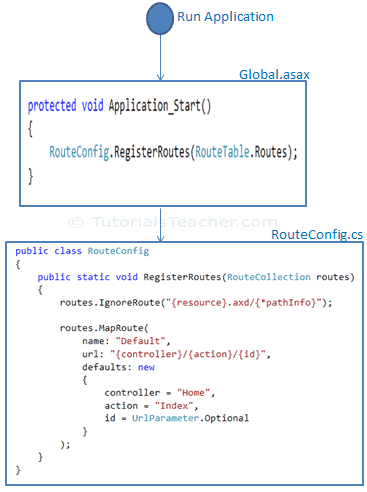 Run Application
Global.asax
protected void Application_Start()
{
RouteConfig.RegisterRoutes(RouteTable.Routes);
}
© TutorialsTeacher.com
RouteConfig.cs
public class RouteConfig
{
public static void RegisterRoutes(RouteCollection routes)
{
routes.IgnoreRoute("{resource}.axd/{*pathInfo}");
routes.MapRoute(
name: "Default",
url: "{controller}/{action}/{id}",
defaults: new
{
controller = "Home",
action = "Index",
id = UrlParameter.Optional
}
);
}
}